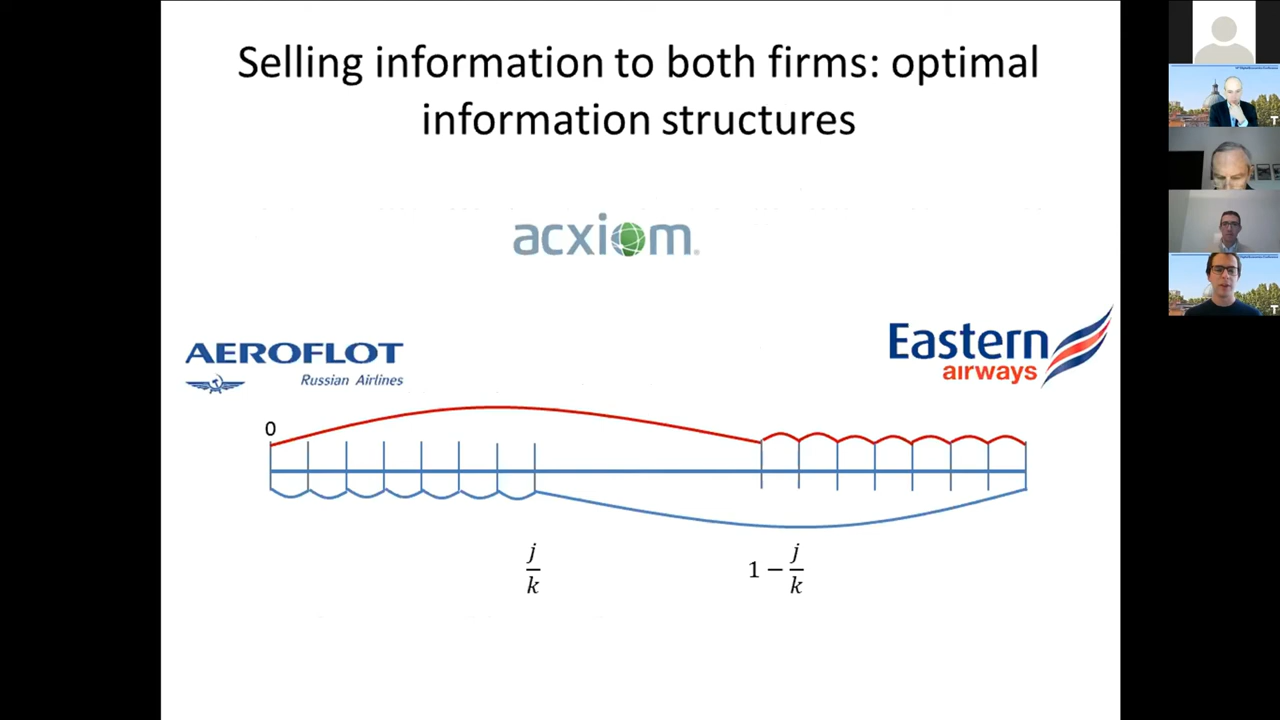 Selling information to both firms: optimal
information structures
acxiom
AEROFLOT
Russian Airlines
Eastern
airways
0
j/k
1 − j/k